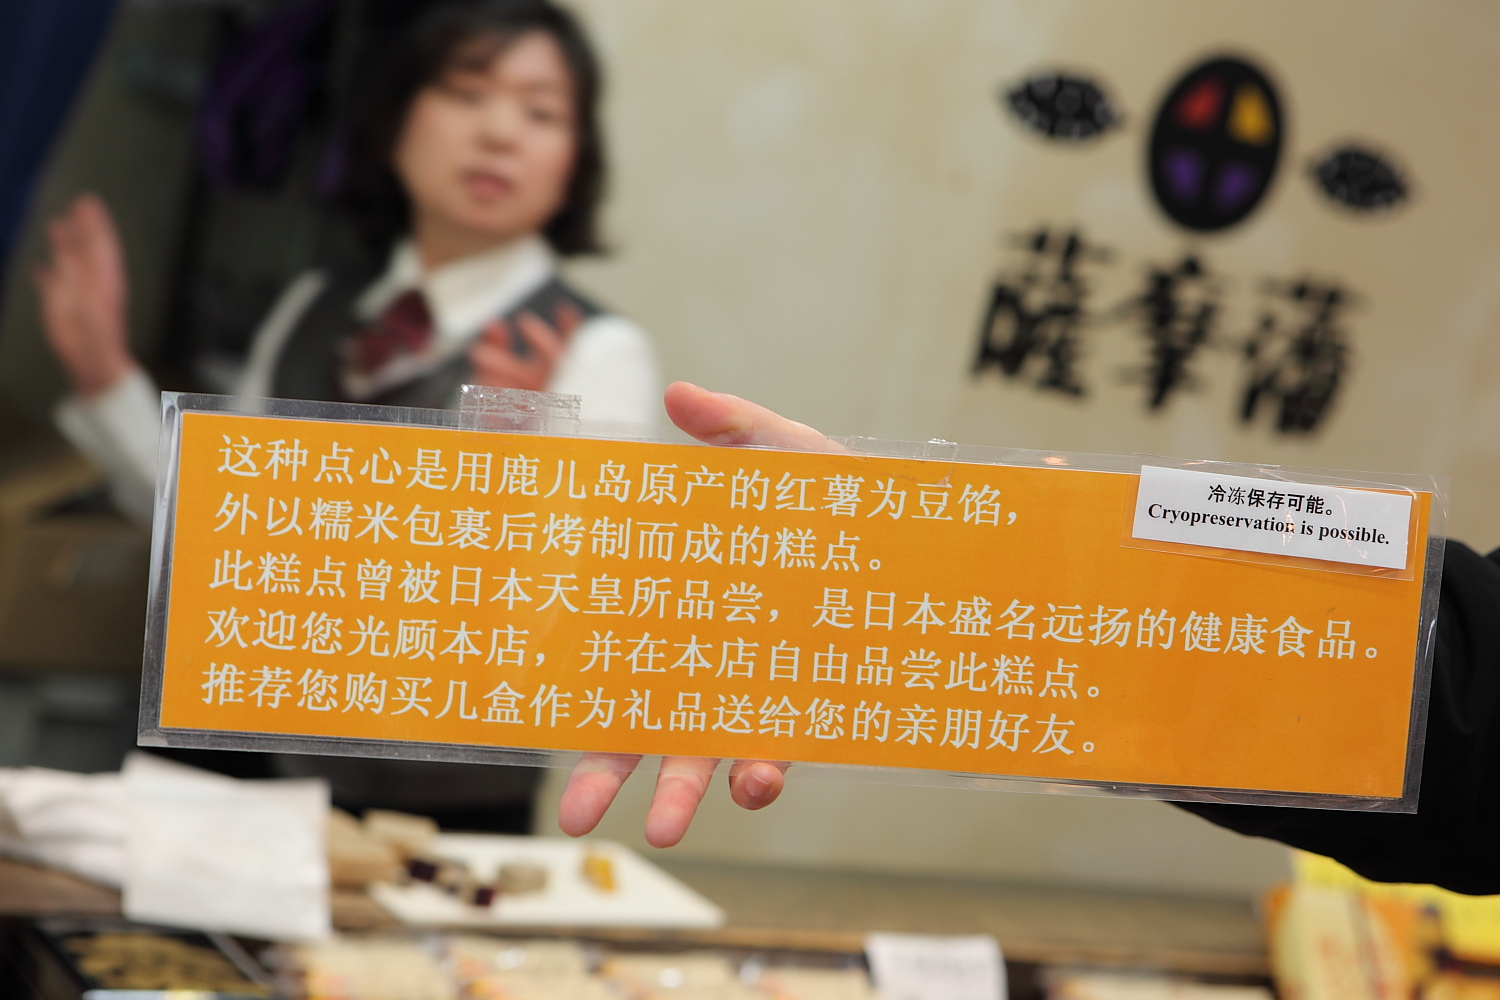 薩摩藩
这种点心是用鹿儿岛原产的红薯为豆馅，
外以糯米包裹后烤制而成的糕点。
此糕点曾被日本天皇所品尝，是日本盛名远扬的健康食品。
欢迎您光顾本店，并在本店自由品尝此糕点。
推荐您购买几盒作为礼品送给您的亲朋好友。
冷冻保存可能。
Cryopreservation is possible.